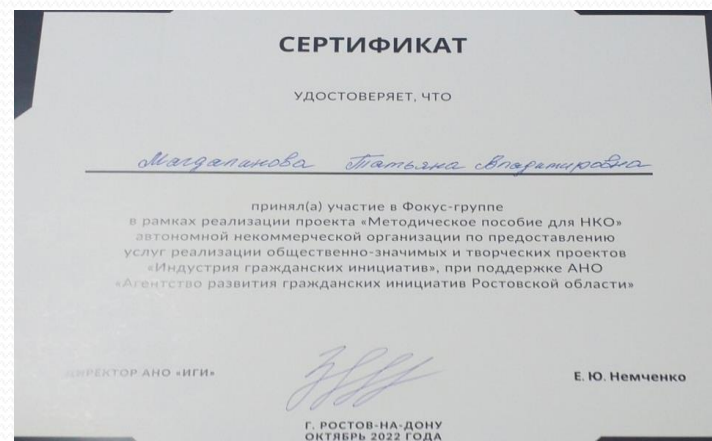 СЕРТИФИКАТ
УДОСТОВЕРЯЕТ, ЧТО
Магдалинова Татьяна Владимировна
принял(а) участие в Фокус-группе
в рамках реализации проекта «Методическое пособие для НКО»
автономной некоммерческой организации по предоставлению
услуг реализации общественно-значимых и творческих проектов
«Индустрия гражданских инициатив», при поддержке АНО
«Агентство развития гражданских инициатив Ростовской области»
ДИРЕКТОР АНО «ИГИ»
Е. Ю. Немченко
Г. РОСТОВ-НА-ДОНУ
ОКТЯБРЬ 2022 ГОДА